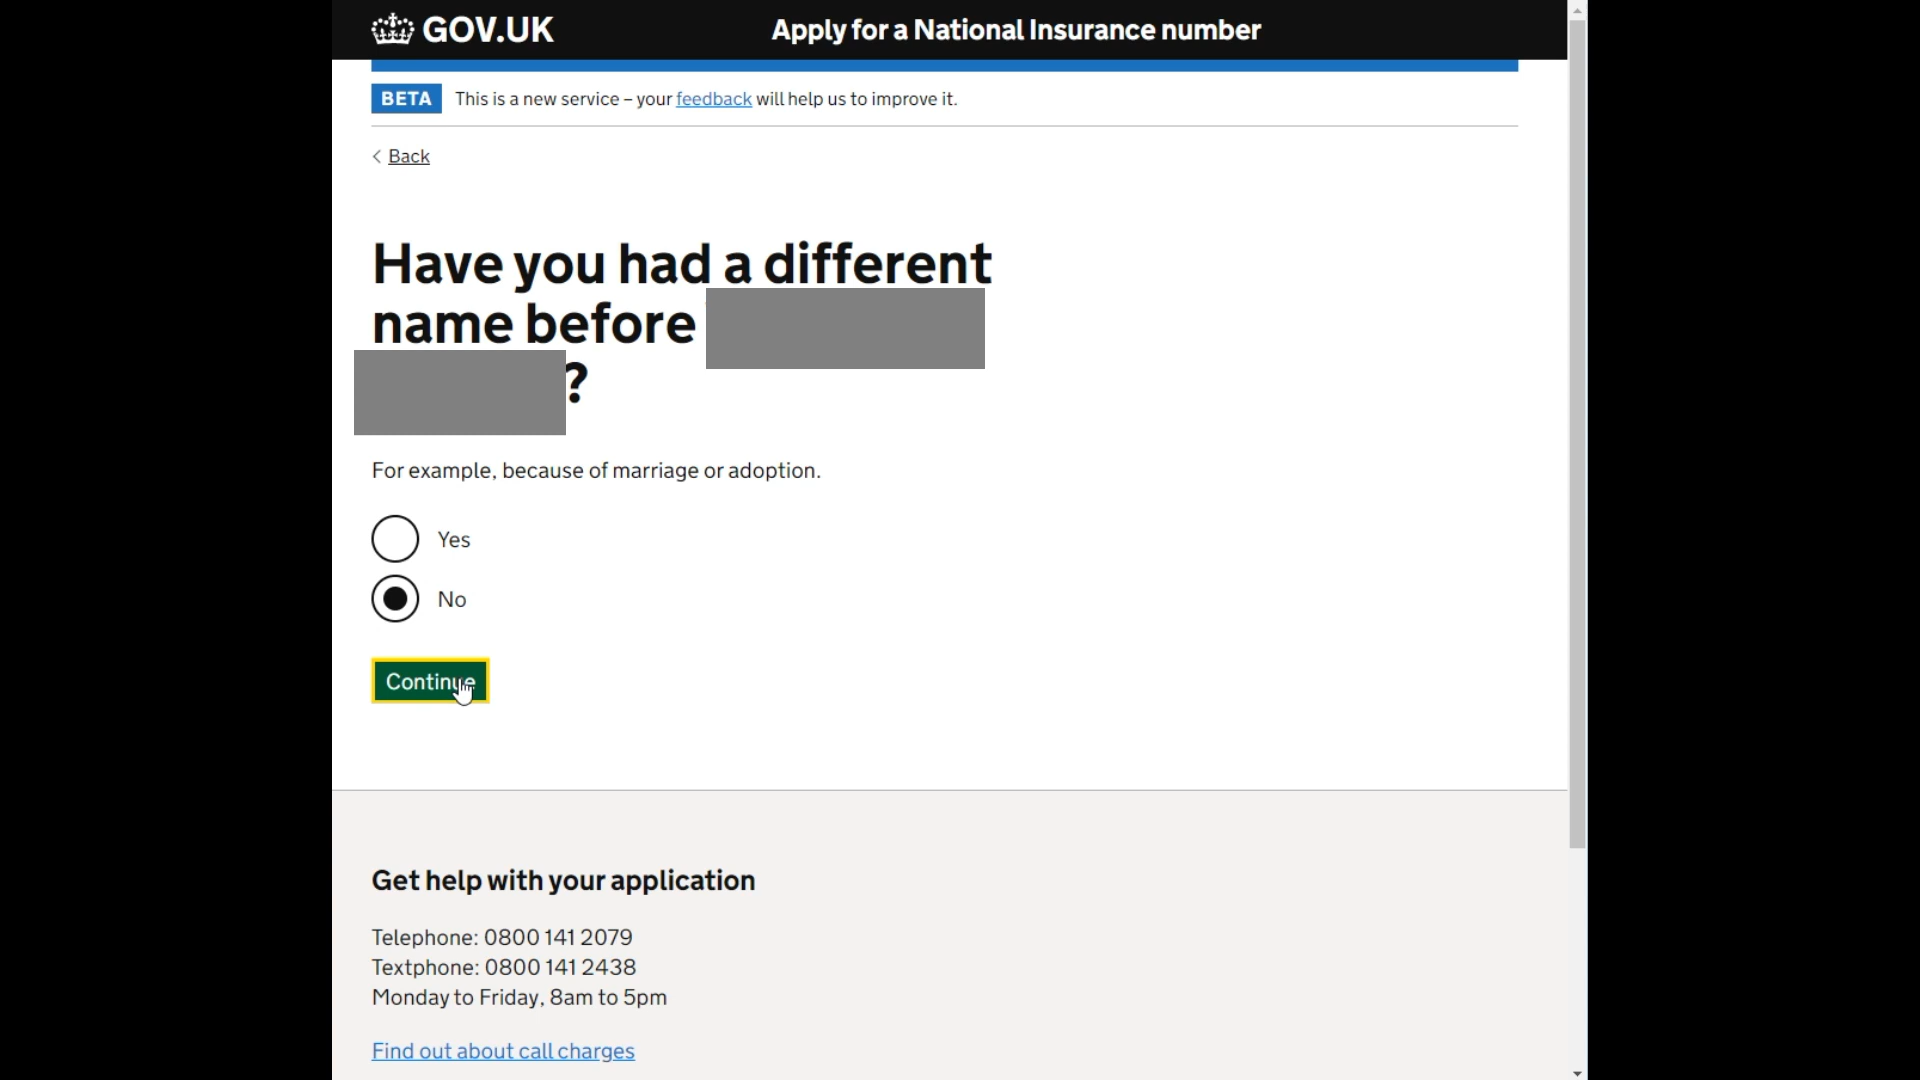 GOV.UK
Apply for a National Insurance number
BETA
This is a new service – your feedback will help us to improve it.
Back
Have you had a different
name before
?
For example, because of marriage or adoption.
Yes
No
Continue
Get help with your application
Telephone: 0800 141 2079
Textphone: 0800 141 2438
Monday to Friday, 8am to 5pm
Find out about call charges